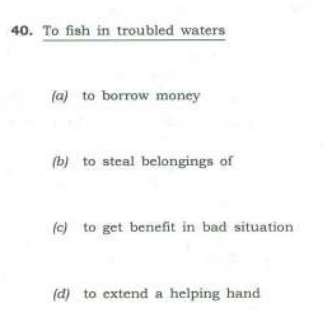 40. To fish in troubled waters
(a) to borrow money
(b) to steal belongings of
(c) to get benefit in bad situation
(d) to extend a helping hand